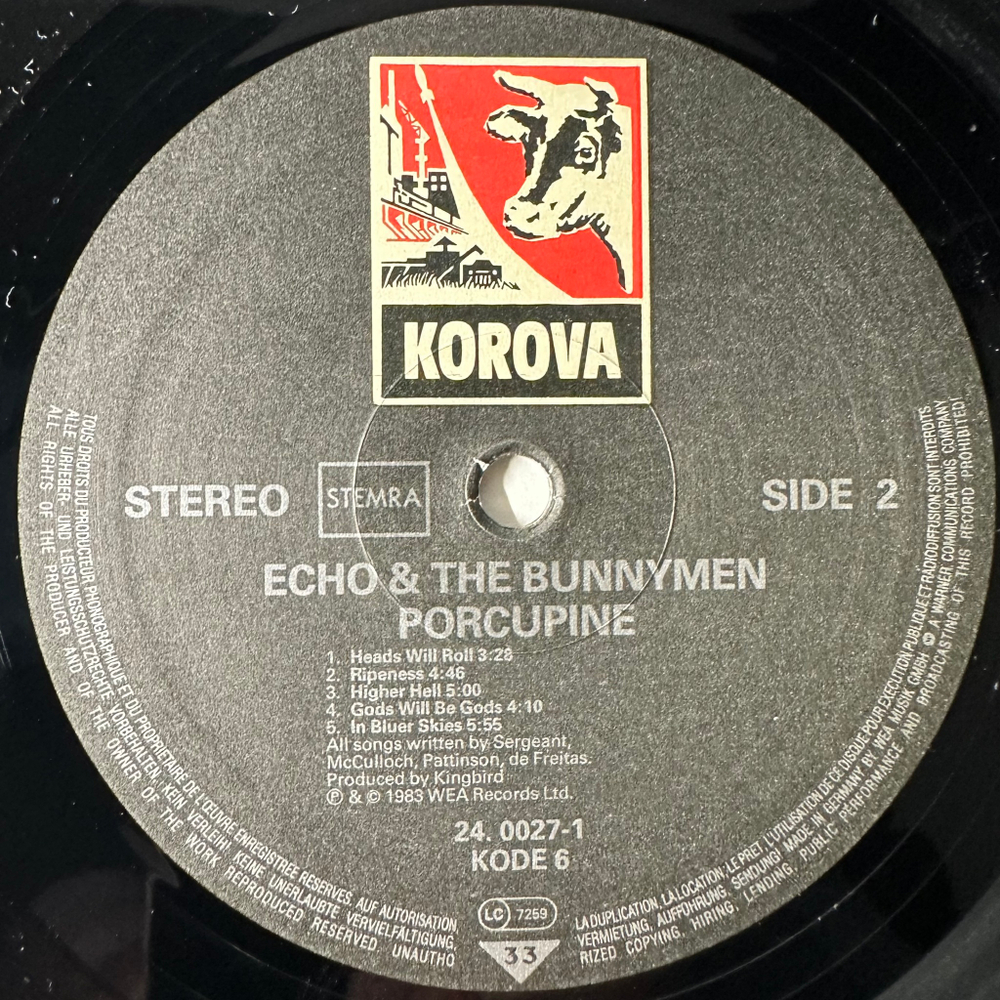 KOROVA
STEREO
STEMRA
SIDE 2
ECHO & THE BUNNYMEN
PORCUPINE
1. Heads Will Roll 3:28
2. Ripeness 4:46
3. Higher Hell 5:00
4. Gods Will Be Gods 4:10
5. In Bluer Skies 5:55
All songs written by Sergeant,
McCulloch, Pattinson, de Freitas.
Produced by Kingbird
℗ & © 1983 WEA Records Ltd.
24. 0027-1
KODE 6
LC 7259
33
TOUS DROITS DU PRODUCTEUR PHONOGRAPHIQUE ET DU PROPRIETAIRE DE L'ŒUVRE ENREGISTREE RESERVES, AUF AUTORISATION
LA DUPLICATION, LA LOCATION, LE PRET, L'UTILISATION DE CE DISQUE POUR EXECUTION PUBLIQUE ET RADIODIFFUSION SONT INTERDITS
ALLE URHEBER- UND LEISTUNGSSCHUTZRECHTE VORBEHALTEN, KEIN VERLEIH! KEINE UNERLAUBTE VERVIELFÄLTIGUNG,
VERMIETUNG, AUFFÜHRUNG, SENDUNG! MADE IN GERMANY BY WEA MUSIK GMBH A WARNER COMMUNICATIONS COMPANY
ALL RIGHTS OF THE PRODUCER AND OF THE OWNER OF THE WORK REPRODUCED RESERVED UNAUTHO
RIZED COPYING, HIRING, LENDING, PUBLIC PERFORMANCE AND BROADCASTING OF THIS RECORD PROHIBITED!